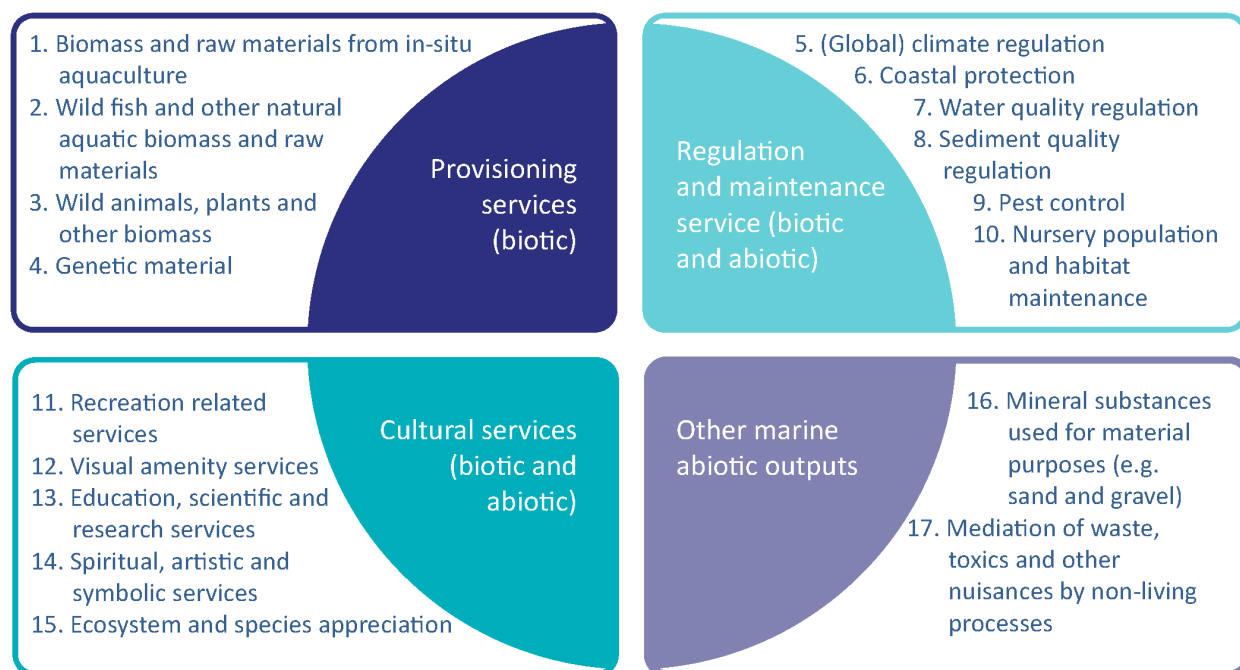 1. Biomass and raw materials from in-situ
aquaculture
2. Wild fish and other natural
aquatic biomass and raw
materials
3. Wild animals, plants and
other biomass
4. Genetic material
Provisioning
services
(biotic)
Regulation
and maintenance
service (biotic
and abiotic)
5. (Global) climate regulation
6. Coastal protection
7. Water quality regulation
8. Sediment quality
regulation
9. Pest control
10. Nursery population
and habitat
maintenance
11. Recreation related
services
12. Visual amenity services
13. Education, scientific and
research services
14. Spiritual, artistic and
symbolic services
15. Ecosystem and species appreciation
Cultural services
(biotic and
abiotic)
Other marine
abiotic outputs
16. Mineral substances
used for material
purposes (e.g.
sand and gravel)
17. Mediation of waste,
toxics and other
nuisances by non-living
processes